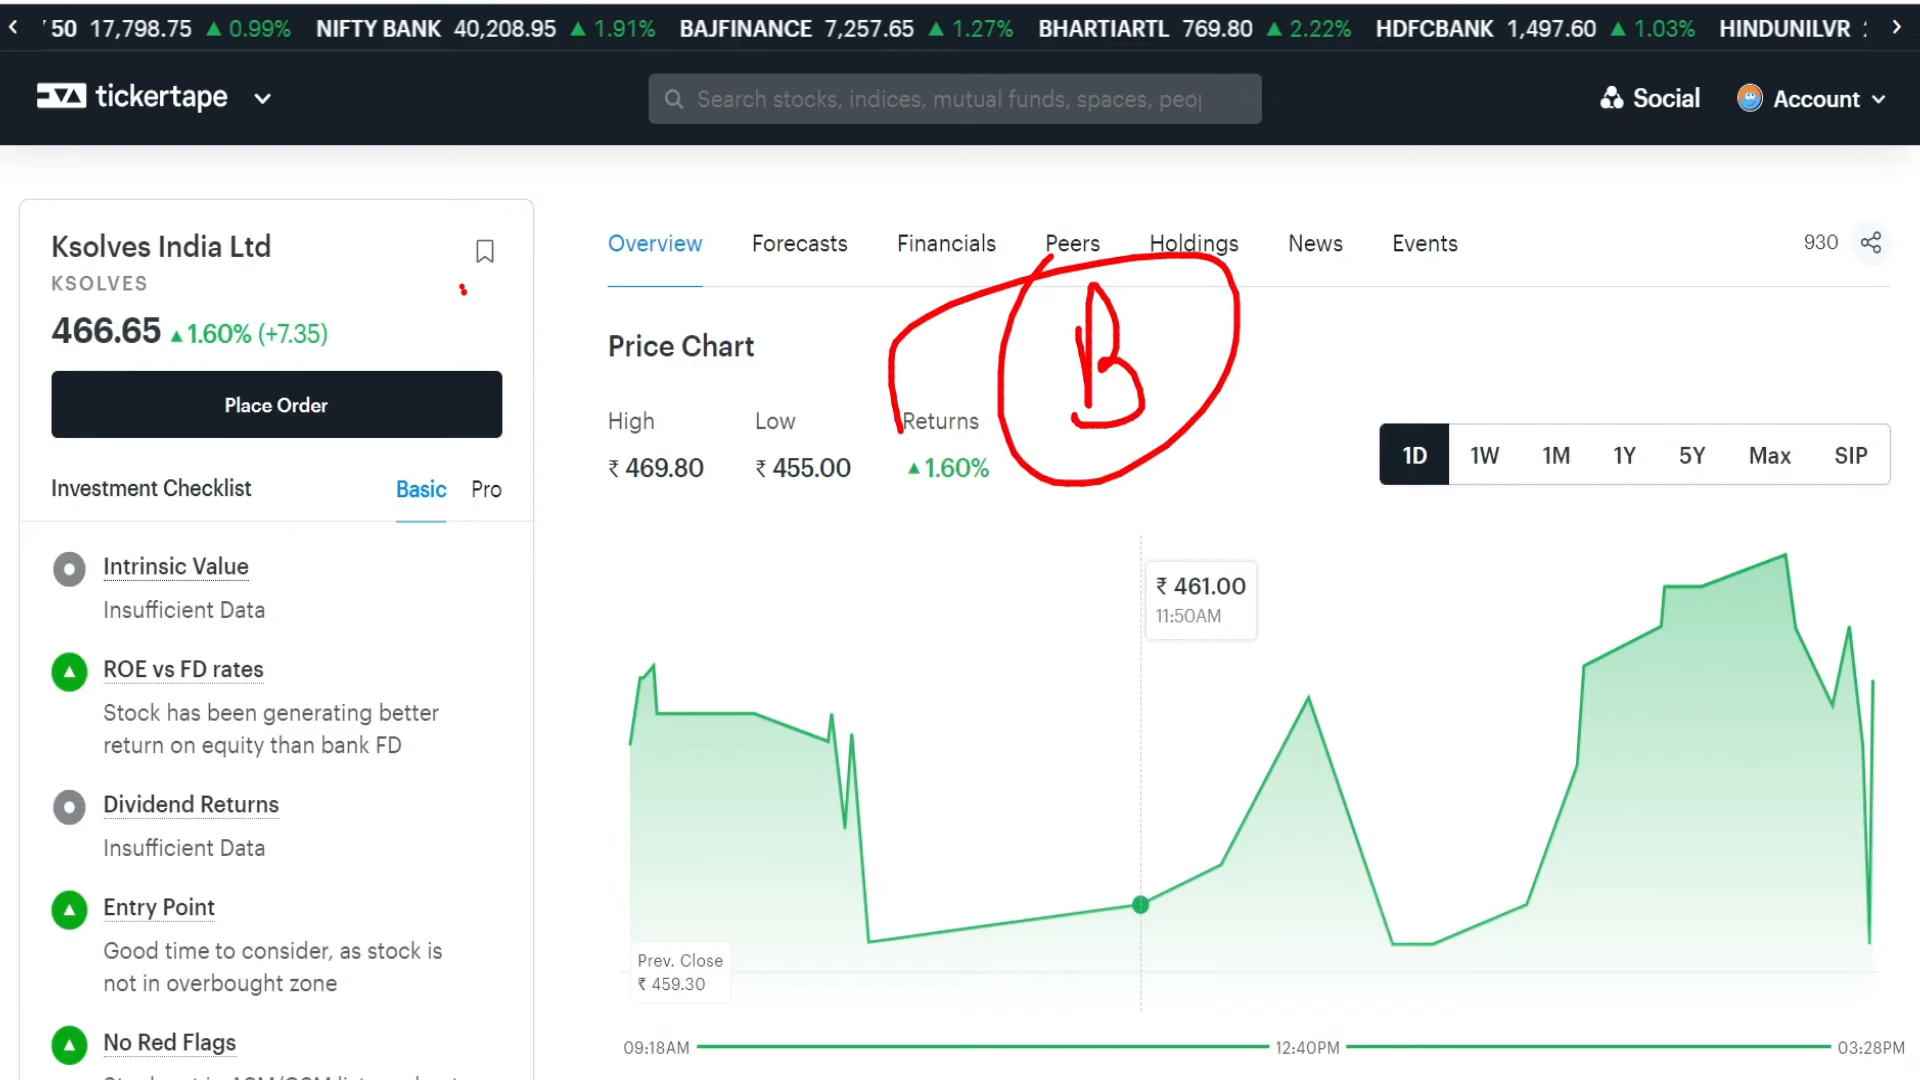 '50 17,798.75 ▲ 0.99% NIFTY BANK 40,208.95 ▲ 1.91% BAJFINANCE 7,257.65 ▲ 1.27% BHARTIARTL 769.80 ▲ 2.22% HDFCBANK 1,497.60 ▲ 1.03% HINDUNILVR
tickertape
Search stocks, indices, mutual funds, spaces, peop
Social
Account
Ksolves India Ltd
KSOLVES
466.65 ▲ 1.60% (+7.35)
Place Order
Investment Checklist Basic Pro
Intrinsic Value
Insufficient Data
ROE vs FD rates
Stock has been generating better
return on equity than bank FD
Dividend Returns
Insufficient Data
Entry Point
Good time to consider, as stock is
not in overbought zone
No Red Flags
Overview Forecasts Financials Peers Holdings News Events
930
B
Price Chart
High Low Returns
₹ 469.80 ₹ 455.00 ▲ 1.60%
1D 1W 1M 1Y 5Y Max SIP
₹ 461.00
11:50AM
Prev. Close
₹ 459.30
09:18AM 12:40PM 03:28PM